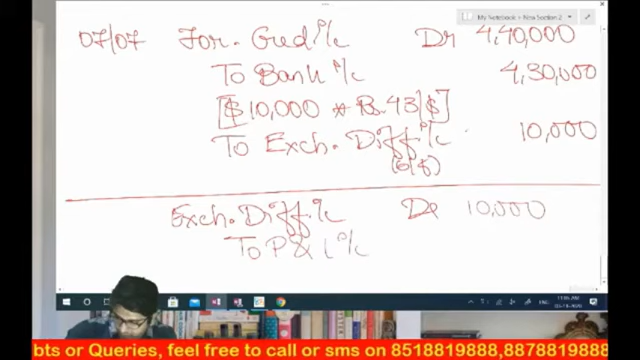 My Notebook » New Section 2
07/07 For. Cred A/c Dr 4,40,000
To Bank A/c 4,30,000
[$ 10,000 * Rs. 43/$]
To Exch. Diff. A/c 10,000
(b/f)
Exch. Diff. A/c Dr 10,000
To P & L A/c
ENG
bts or Queries, feel free to call or sms on 8518819888,8878819888